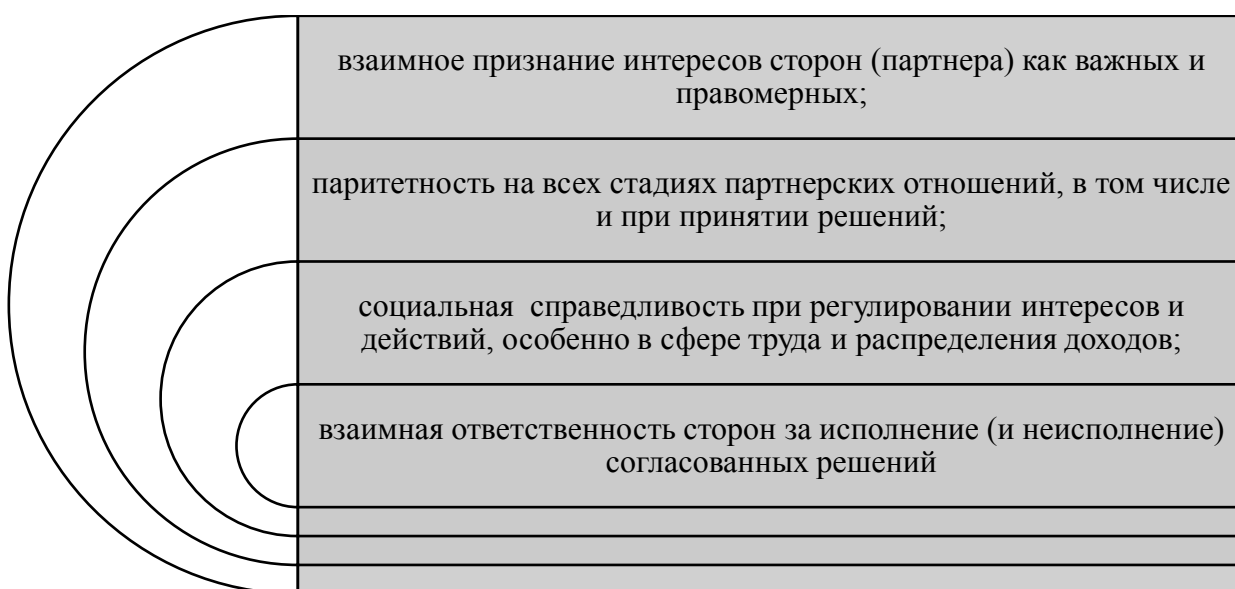 взаимное признание интересов сторон (партнера) как важных и
правомерных;
паритетность на всех стадиях партнерских отношений, в том числе
и при принятии решений;
социальная  справедливость при регулировании интересов и
действий, особенно в сфере труда и распределения доходов;
взаимная ответственность сторон за исполнение (и неисполнение)
согласованных решений